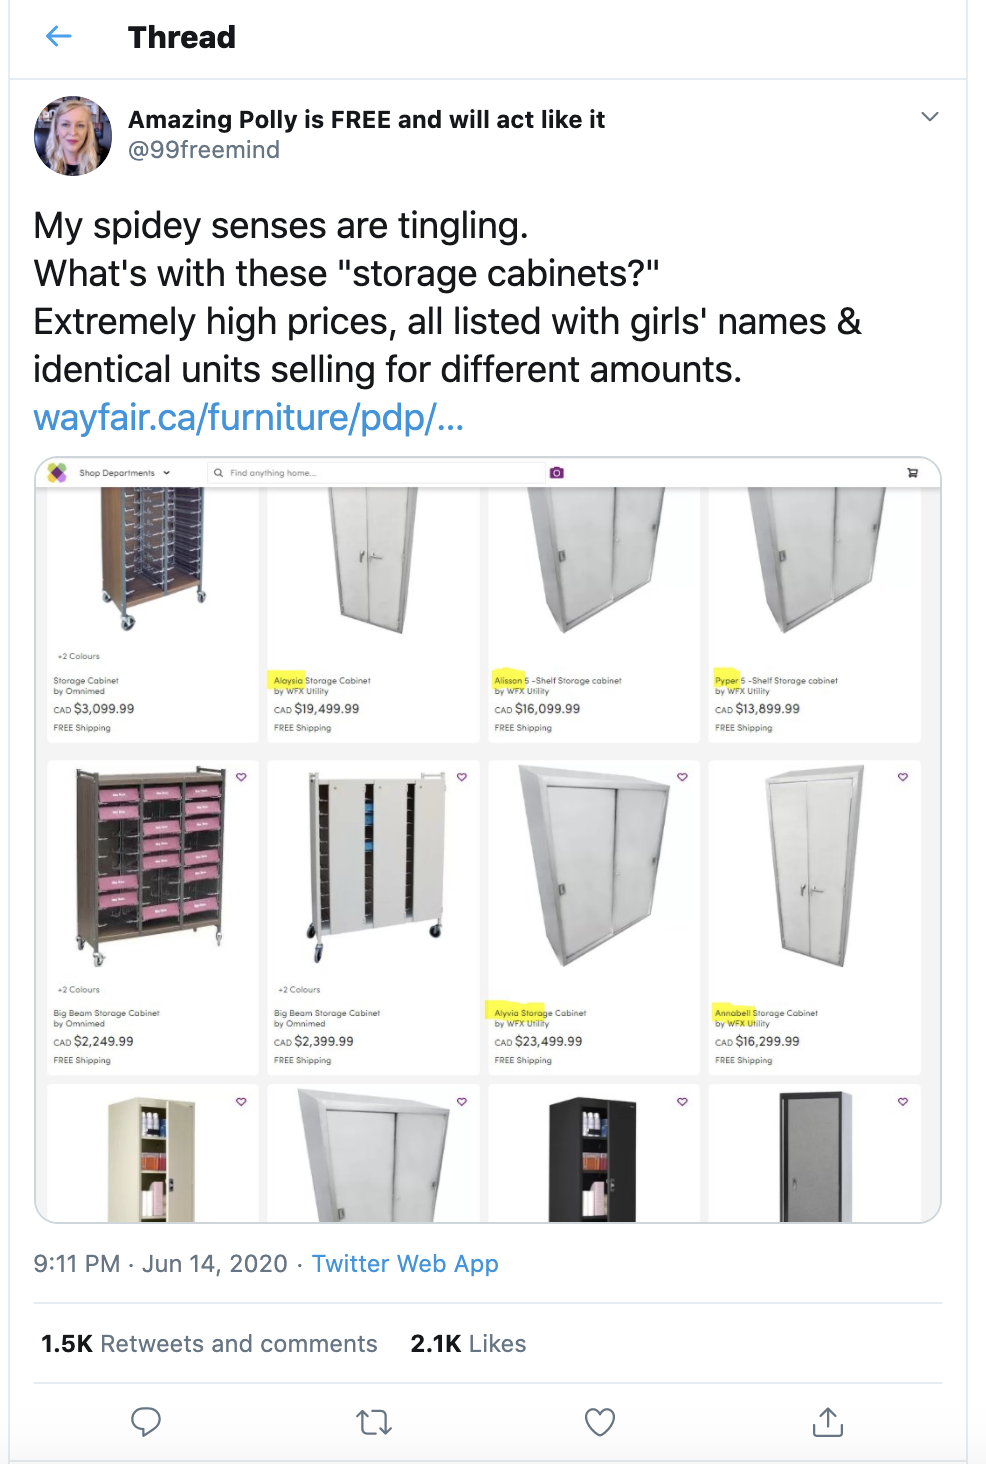 Thread
Amazing Polly is FREE and will act like it
@99freemind
My spidey senses are tingling.
What's with these "storage cabinets?"
Extremely high prices, all listed with girls' names &
identical units selling for different amounts.
wayfair.ca/furniture/pdp/...
Shop Departments
Find anything home...
+2 Colours
Storage Cabinet
by Omnimed
CAD $3,099.99
FREE Shipping
Alaysia Storage Cabinet
by WFX Utility
CAD $19,499.99
FREE Shipping
Alisson 5 -Shelf Storage cabinet
by WFX Utility
CAD $16,099.99
FREE Shipping
Pyper 5 -Shelf Storage cabinet
by WFX Utility
CAD $13,899.99
FREE Shipping
+2 Colours
Big Beam Storage Cabinet
by Omnimed
CAD $2,249.99
FREE Shipping
+2 Colours
Big Beam Storage Cabinet
by Omnimed
CAD $2,399.99
FREE Shipping
Alyvia Storage Cabinet
by WFX Utility
CAD $23,499.99
FREE Shipping
Annabell Storage Cabinet
by WFX Utility
CAD $16,299.99
FREE Shipping
9:11 PM · Jun 14, 2020 · Twitter Web App
1.5K Retweets and comments 2.1K Likes